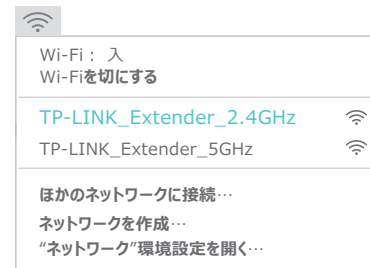 Wi-Fi： 入
Wi-Fiを切にする
TP-LINK_Extender_2.4GHz
TP-LINK_Extender_5GHz
ほかのネットワークに接続…
ネットワークを作成…
“ネットワーク”環境設定を開く…